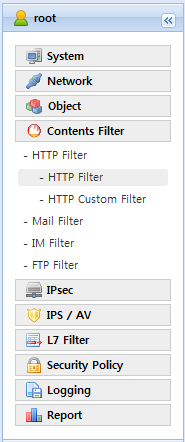 root
System
Network
Object
Contents Filter
- HTTP Filter
- HTTP Filter
- HTTP Custom Filter
- Mail Filter
- IM Filter
- FTP Filter
IPsec
IPS / AV
L7 Filter
Security Policy
Logging
Report